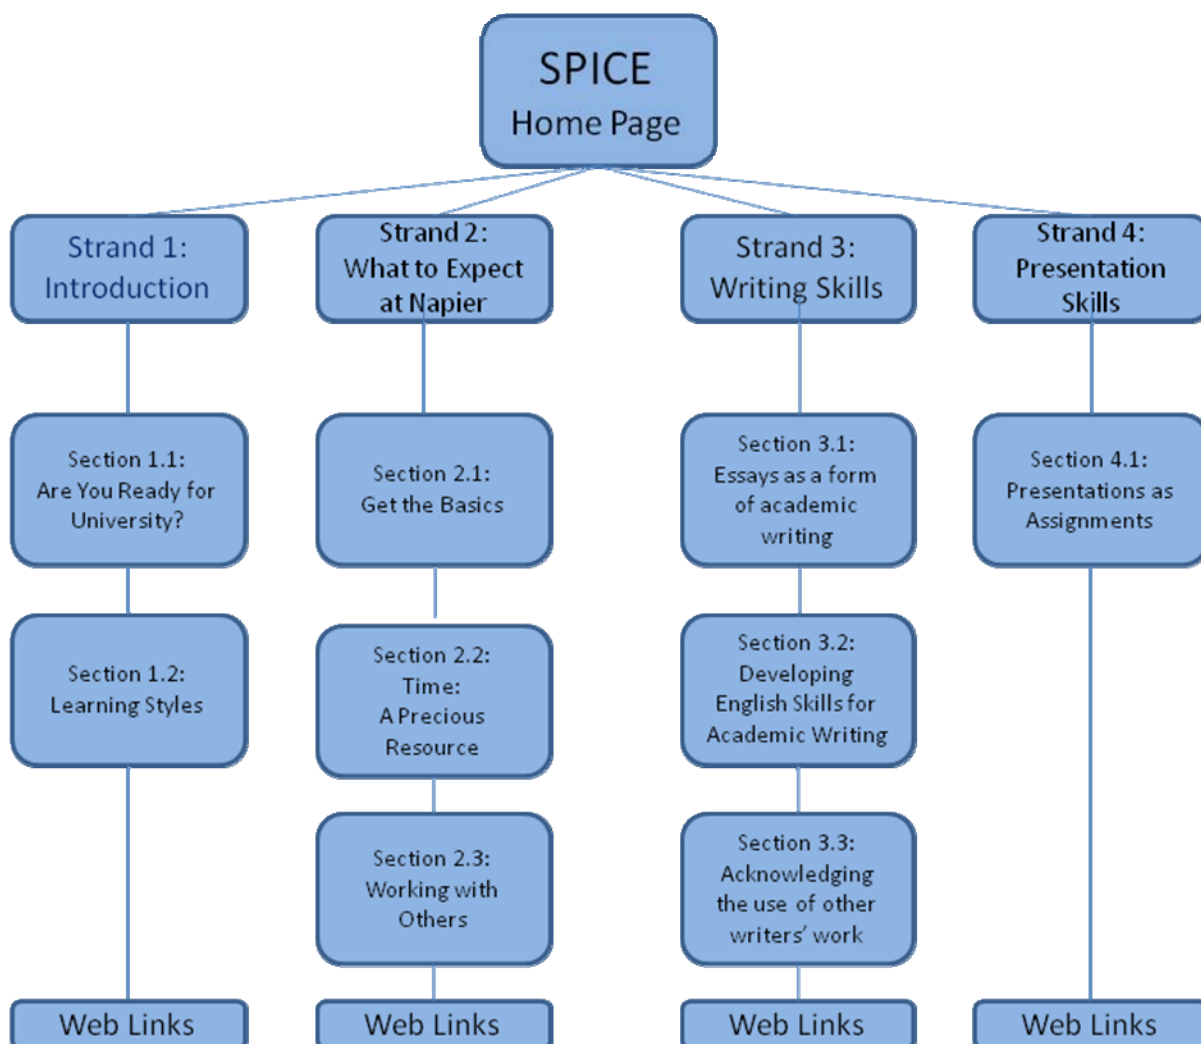 SPICE
Home Page
Strand 1:
Introduction
Strand 2:
What to Expect
at Napier
Strand 3:
Writing Skills
Strand 4:
Presentation
Skills
Section 1.1:
Are You Ready for
University?
Section 2.1:
Get the Basics
Section 3.1:
Essays as a form
of academic
writing
Section 4.1:
Presentations as
Assignments
Section 1.2:
Learning Styles
Section 2.2:
Time:
A Precious
Resource
Section 3.2:
Developing
English Skills for
Academic Writing
Section 2.3:
Working with
Others
Section 3.3:
Acknowledging
the use of other
writers’ work
Web Links
Web Links
Web Links
Web Links